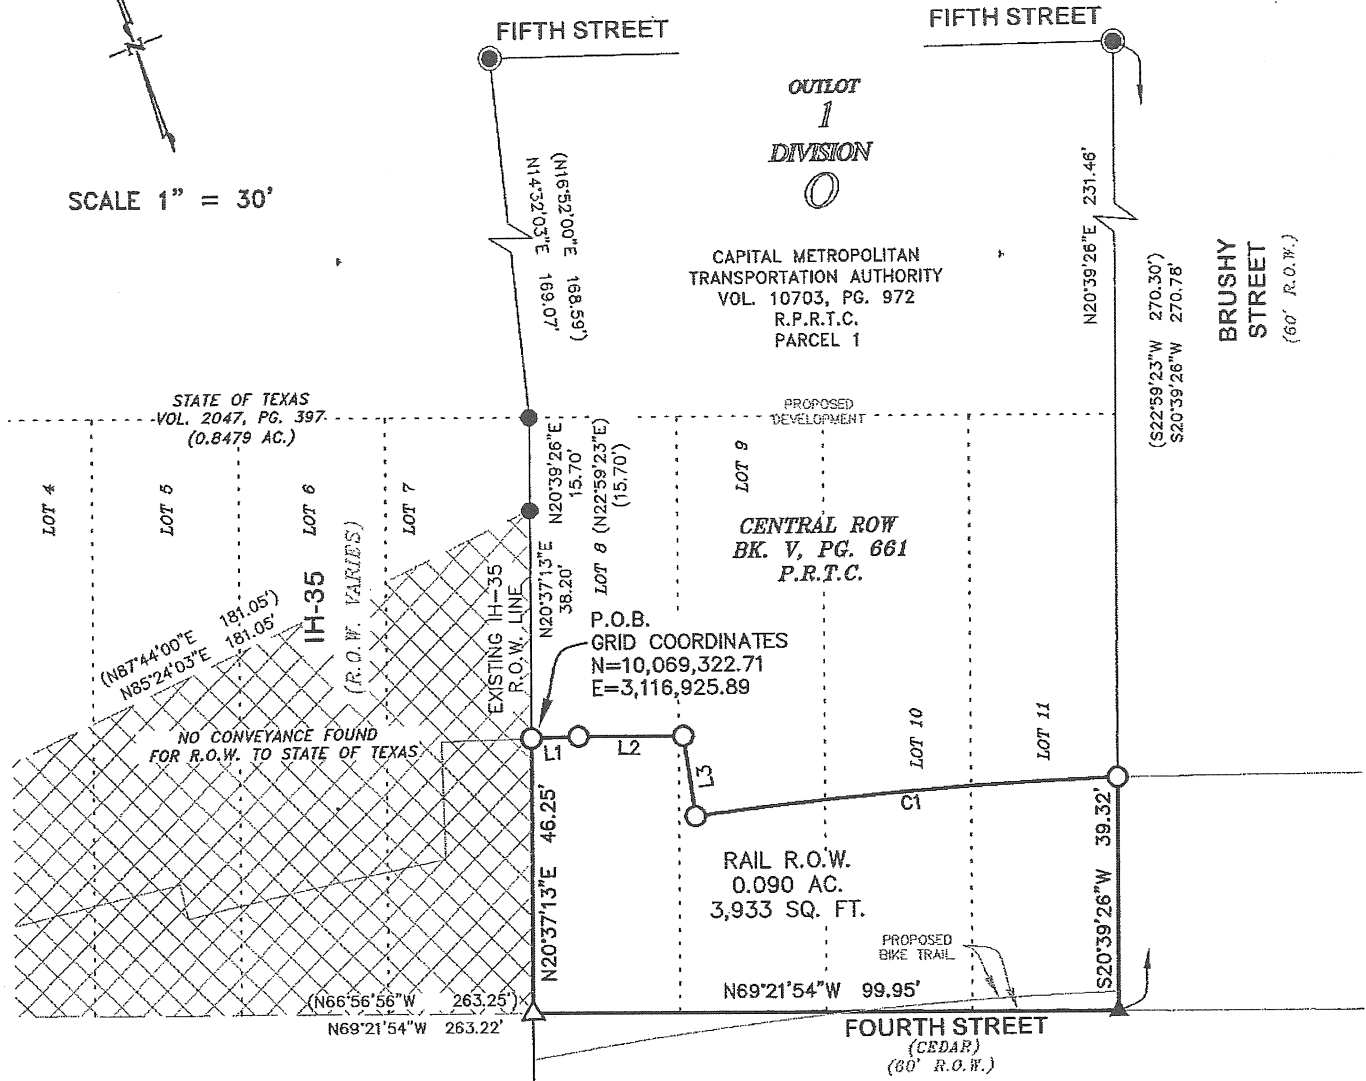 FIFTH STREET
FIFTH STREET
N
SCALE 1" = 30'
OUTLOT
1
DIVISION
O
(N16°52'00"E 168.59')
N14°32'03"E 169.07'
CAPITAL METROPOLITAN
TRANSPORTATION AUTHORITY
VOL. 10703, PG. 972
R.P.R.T.C.
PARCEL 1
N20°39'26"E 231.46'
(S22°59'23"W 270.30')
S20°39'26"W 270.78'
BRUSHY
STREET
(60' R.O.W.)
STATE OF TEXAS
VOL. 2047, PG. 397
(0.8479 AC.)
PROPOSED
DEVELOPMENT
LOT 4
LOT 5
LOT 6
LOT 7
N20°39'26"E
15.70'
(N22°59'23"E)
(15.70')
LOT 8
LOT 9
CENTRAL ROW
BK. V, PG. 661
P.R.T.C.
IH-35
(R.O.W. VARIES)
(N87°44'00"E 181.05')
N85°24'03"E 181.05'
EXISTING IH-35
R.O.W. LINE
N20°37'13"E
38.20'
P.O.B.
GRID COORDINATES
N=10,069,322.71
E=3,116,925.89
NO CONVEYANCE FOUND
FOR R.O.W. TO STATE OF TEXAS
L1
L2
L3
C1
LOT 10
LOT 11
N20°37'13"E 46.25'
RAIL R.O.W.
0.090 AC.
3,933 SQ. FT.
S20°39'26"W 39.32'
PROPOSED
BIKE TRAIL
(N66°56'56"W 263.25')
N69°21'54"W 263.22'
N69°21'54"W 99.95'
FOURTH STREET
(CEDAR)
(60' R.O.W.)